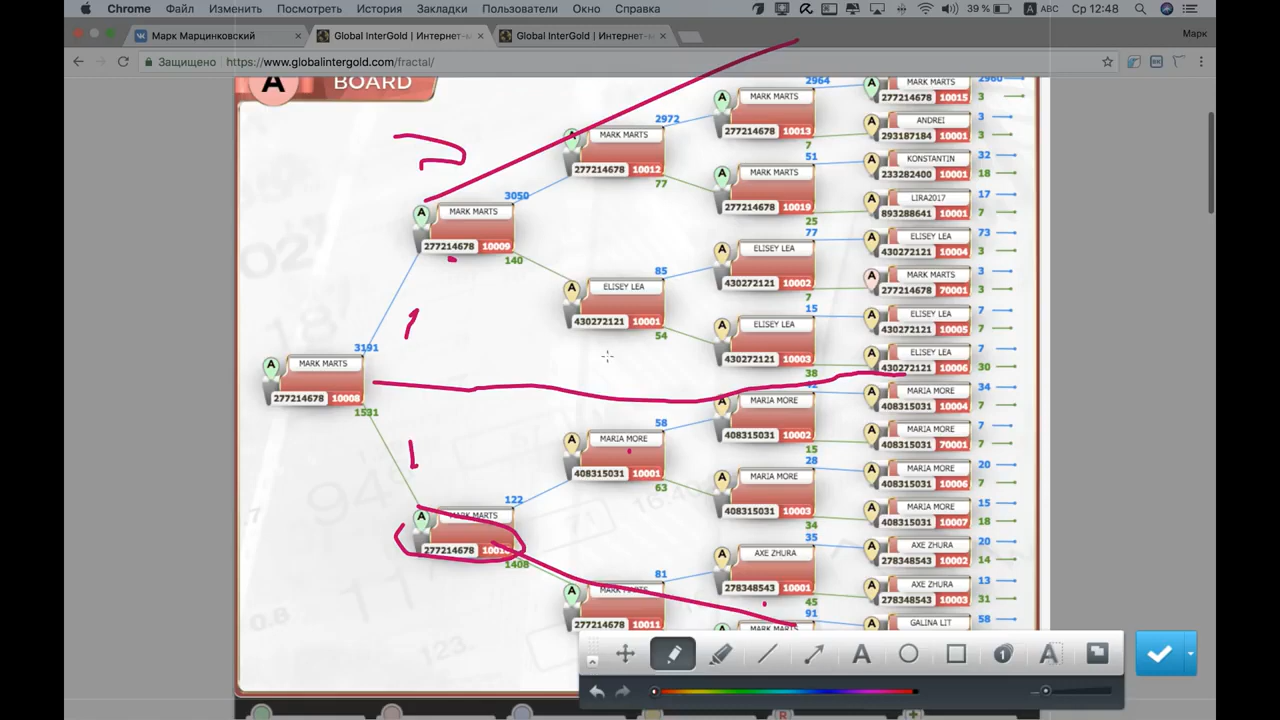 Chrome Файл Изменить Посмотреть История Закладки Пользователи Окно Справка 39 % A ABC Ср 12:48
Марк Марцинковский × Global InterGold | Интернет-м × Global InterGold | Интернет-м × Марк
Защищено https://www.globalintergold.com/fractal/
A BOARD
A MARK MARTS 277214678 10008 3191 1531
A MARK MARTS 277214678 10009 3050 140
A MARK MARTS 277214678 122 1408
A MARK MARTS 277214678 10012 2972 77
A ELISEY LEA 430272121 10001 85 54
A MARIA MORE 408315031 10001 58 63
A MARK MARTS 277214678 10011 81
A MARK MARTS 277214678 10013 2964 7
A MARK MARTS 277214678 10019 51 25
A ELISEY LEA 430272121 10002 77 7
A ELISEY LEA 430272121 10003 15 38
A MARIA MORE 408315031 10002 15
A MARIA MORE 408315031 10003 28 34
A AXE ZHURA 278348543 10001 35 45
MARK MARTS 91
A MARK MARTS 277214678 10015 2960 3
A ANDREI 293187184 10001 3 3
A KONSTANTIN 233282400 10001 32 18
A LIRA2017 893288641 10001 17 7
A ELISEY LEA 430272121 10004 73 3
A MARK MARTS 277214678 70001 3 3
A ELISEY LEA 430272121 10005 7 7
A ELISEY LEA 430272121 10006 7 30
A MARIA MORE 408315031 10004 34 7
A MARIA MORE 408315031 70001 7 7
A MARIA MORE 408315031 10006 20 7
A MARIA MORE 408315031 10007 15 18
A AXE ZHURA 278348543 10002 20 14
A AXE ZHURA 278348543 10003 13 31
A GALINA LIT 58
A 1 A